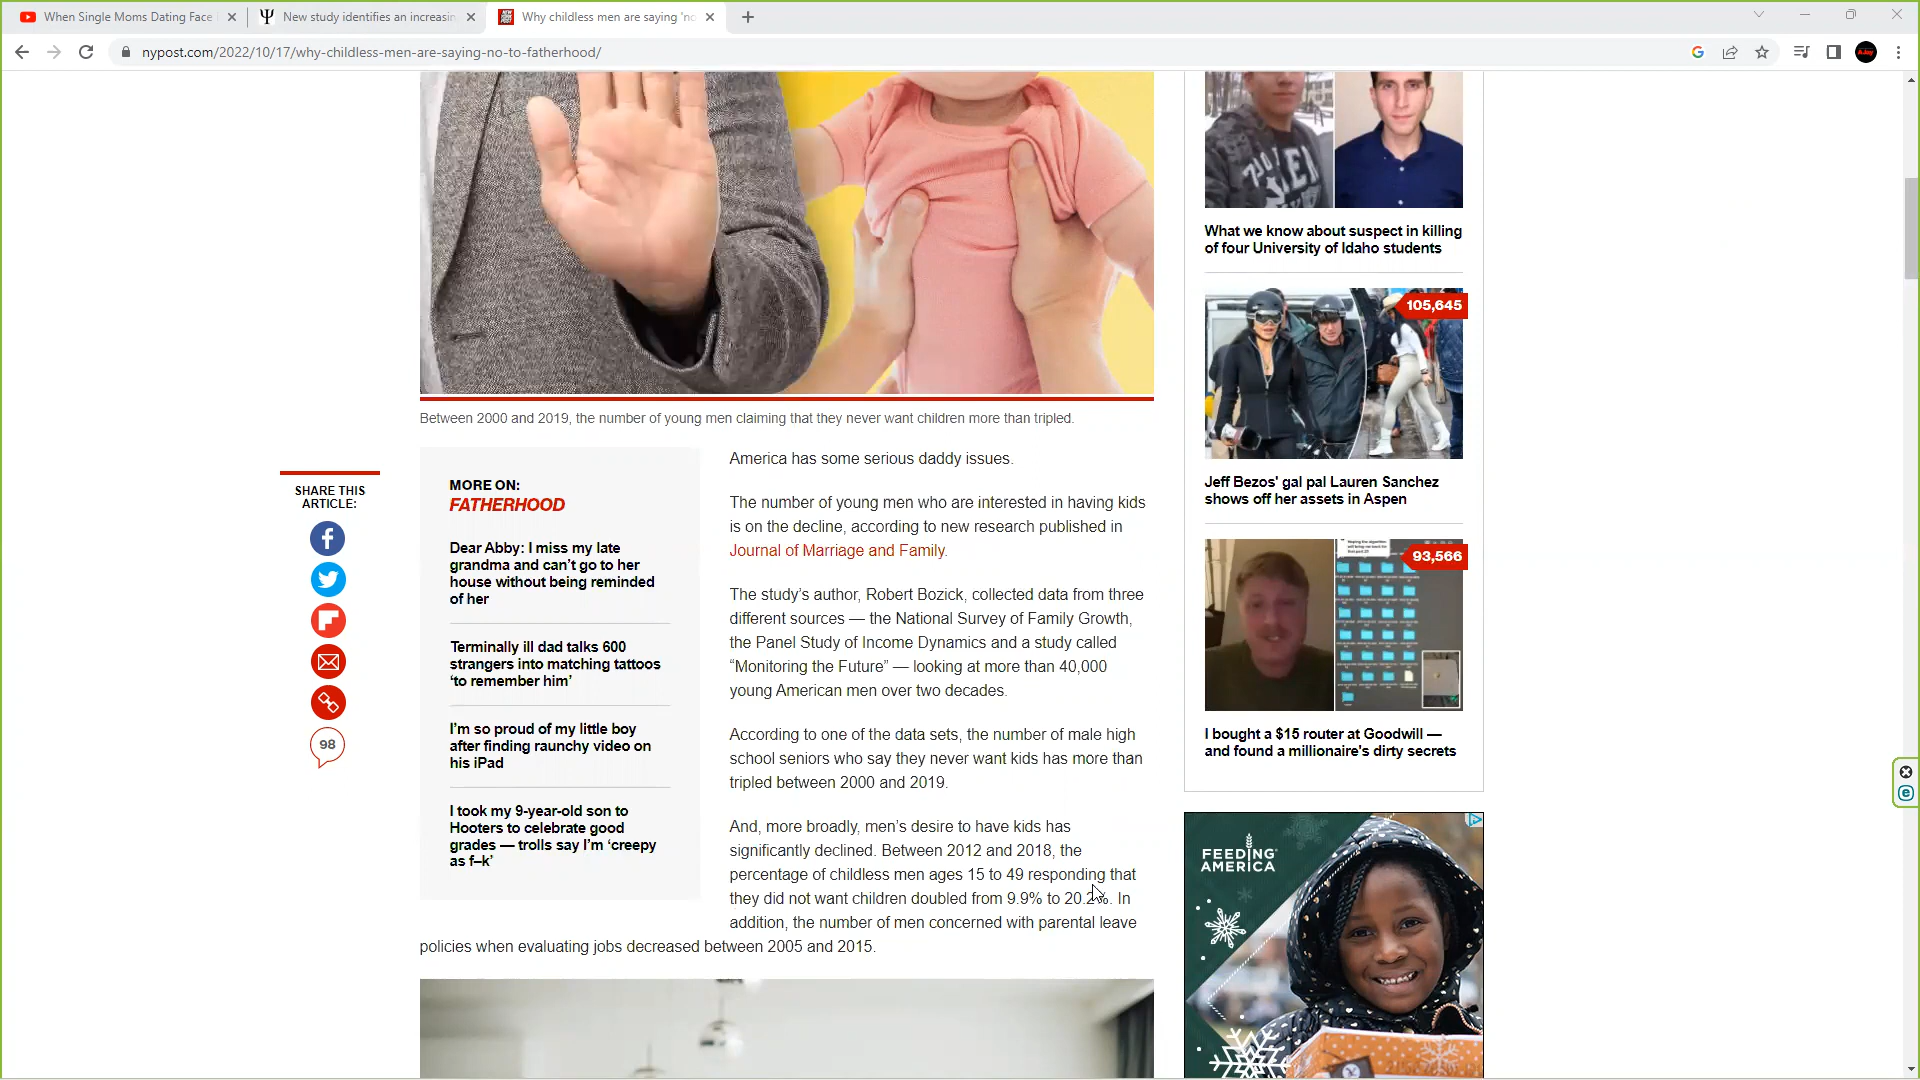 When Single Moms Dating Face
New study identifies an increasin
Why childless men are saying 'no
nypost.com/2022/10/17/why-childless-men-are-saying-no-to-fatherhood/
Between 2000 and 2019, the number of young men claiming that they never want children more than tripled.
SHARE THIS
ARTICLE:
98
MORE ON:
FATHERHOOD
Dear Abby: I miss my late
grandma and can’t go to her
house without being reminded
of her
Terminally ill dad talks 600
strangers into matching tattoos
‘to remember him’
I’m so proud of my little boy
after finding raunchy video on
his iPad
I took my 9-year-old son to
Hooters to celebrate good
grades — trolls say I’m ‘creepy
as f–k’
America has some serious daddy issues.
The number of young men who are interested in having kids
is on the decline, according to new research published in
Journal of Marriage and Family.
The study’s author, Robert Bozick, collected data from three
different sources — the National Survey of Family Growth,
the Panel Study of Income Dynamics and a study called
“Monitoring the Future” — looking at more than 40,000
young American men over two decades.
According to one of the data sets, the number of male high
school seniors who say they never want kids has more than
tripled between 2000 and 2019.
And, more broadly, men’s desire to have kids has
significantly declined. Between 2012 and 2018, the
percentage of childless men ages 15 to 49 responding that
they did not want children doubled from 9.9% to 20.2%. In
addition, the number of men concerned with parental leave
policies when evaluating jobs decreased between 2005 and 2015.
What we know about suspect in killing
of four University of Idaho students
105,645
Jeff Bezos' gal pal Lauren Sanchez
shows off her assets in Aspen
93,566
I bought a $15 router at Goodwill —
and found a millionaire's dirty secrets
FEEDING
AMERICA